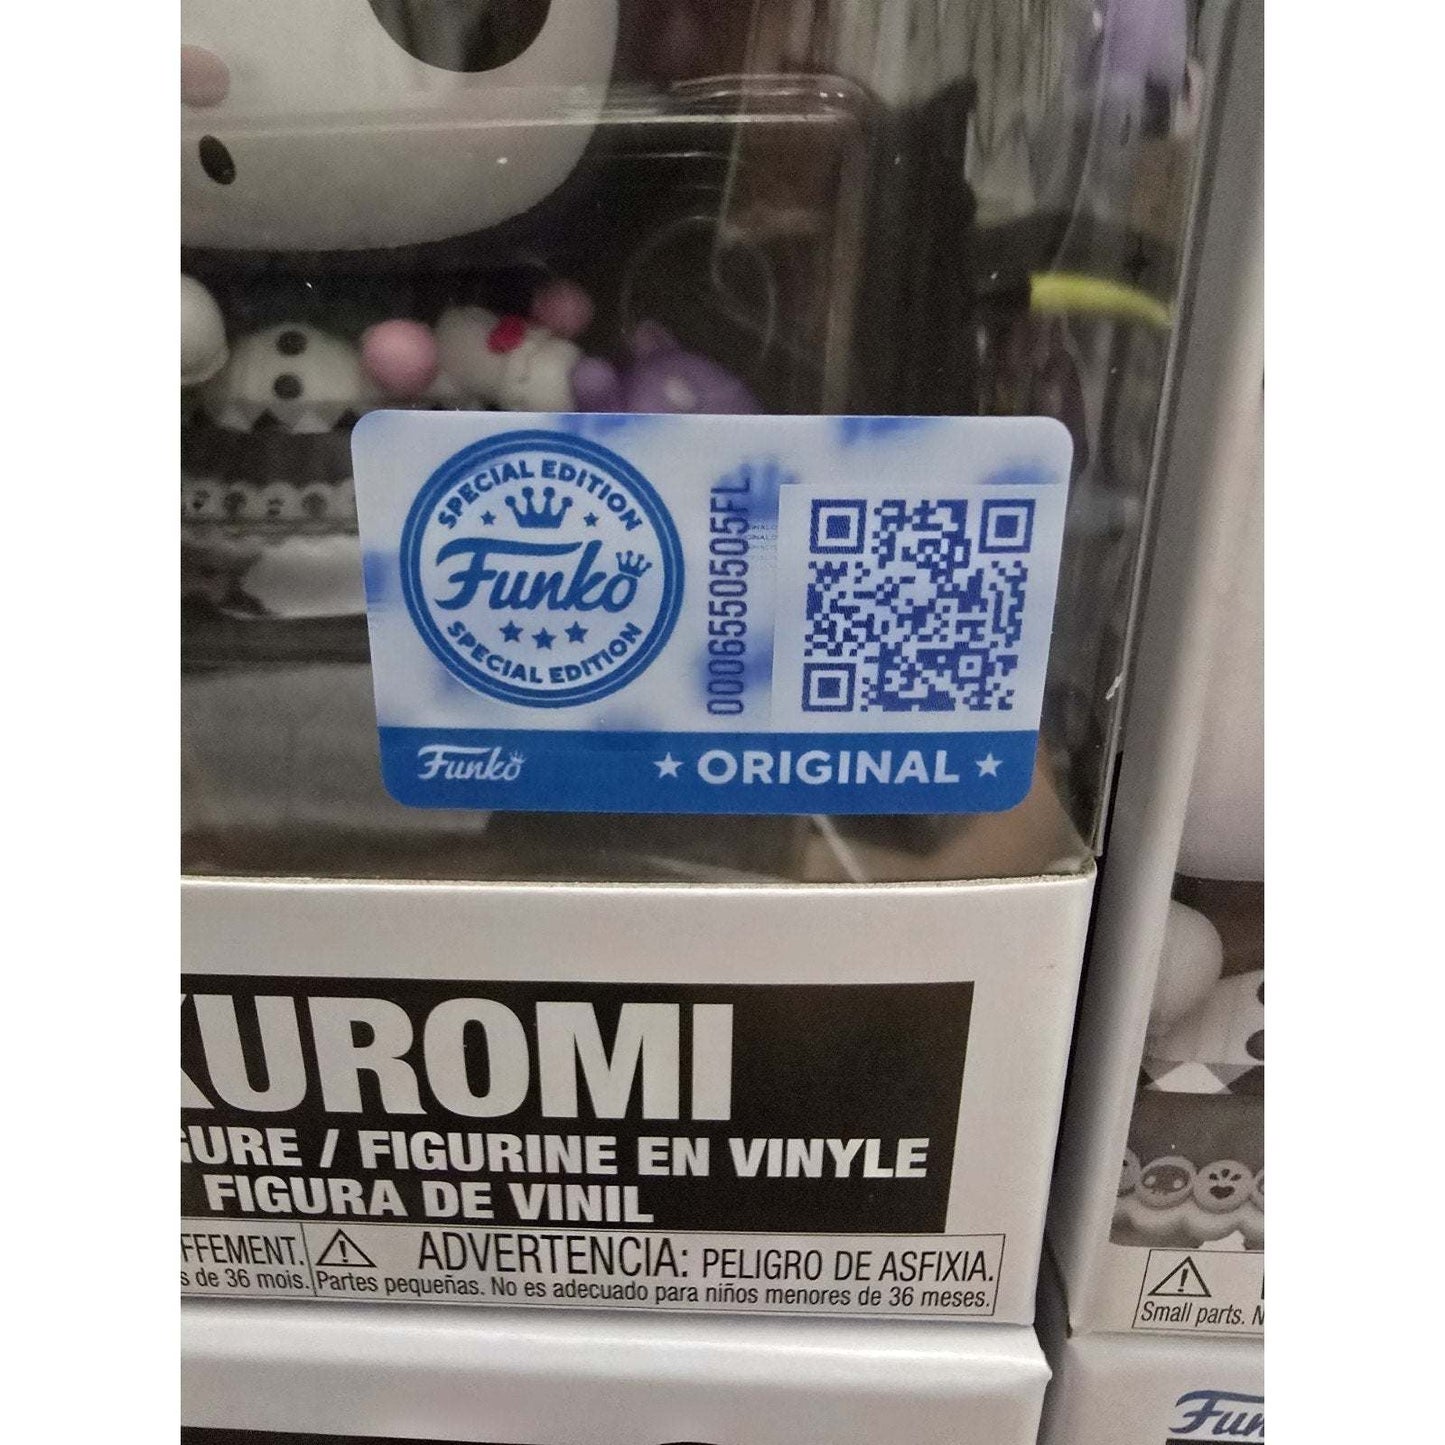 SPECIAL EDITION
Funko
SPECIAL EDITION
0006550505FL
Funko
★ ORIGINAL ★
KUROMI
GURE / FIGURINE EN VINYLE
FIGURA DE VINIL
FFEMENT.
s de 36 mois.
⚠ ADVERTENCIA: PELIGRO DE ASFIXIA.
Partes pequeñas. No es adecuado para niños menores de 36 meses.
⚠
Small parts. N
Fun